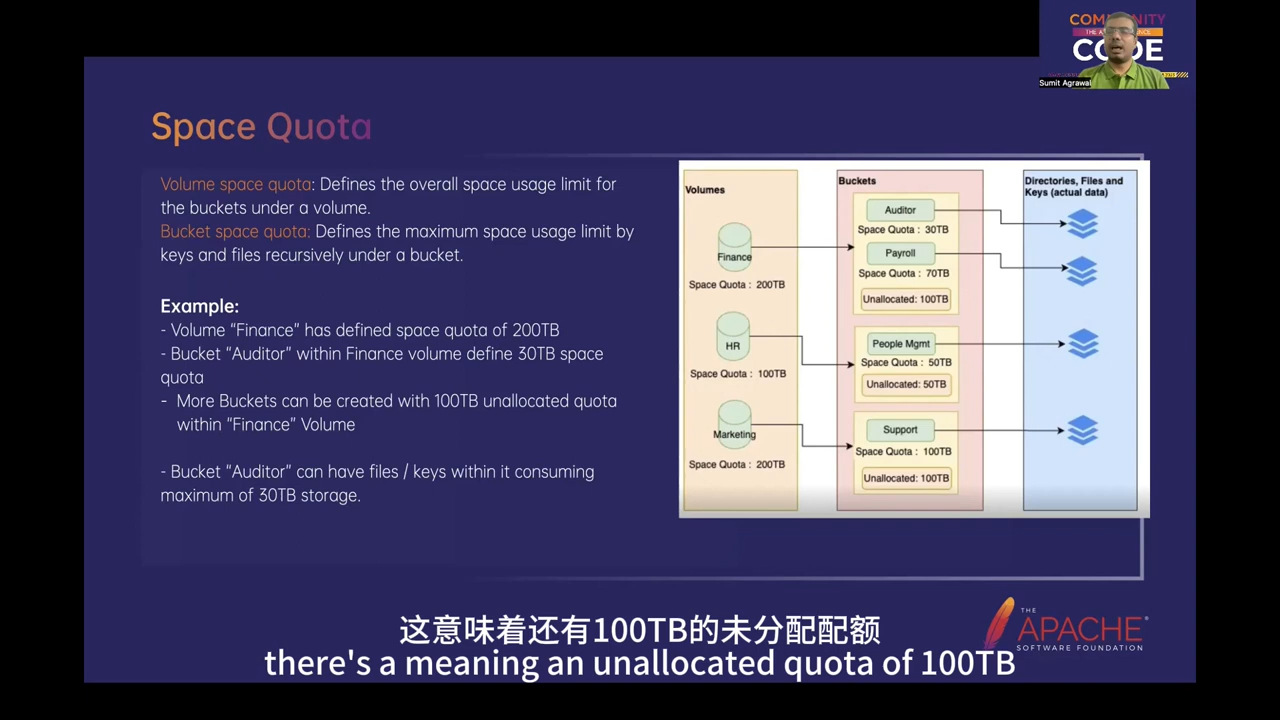 COMMUNITY
CODE
Sumit Agrawal
Space Quota
Volume space quota: Defines the overall space usage limit for
the buckets under a volume.
Bucket space quota: Defines the maximum space usage limit by
keys and files recursively under a bucket.
Example:
- Volume “Finance” has defined space quota of 200TB
- Bucket “Auditor” within Finance volume define 30TB space
quota
- More Buckets can be created with 100TB unallocated quota
within “Finance” Volume
- Bucket “Auditor” can have files / keys within it consuming
maximum of 30TB storage.
Volumes
Finance
Space Quota : 200TB
HR
Space Quota : 100TB
Marketing
Space Quota : 200TB
Buckets
Auditor
Space Quota : 30TB
Payroll
Space Quota : 70TB
Unallocated: 100TB
People Mgmt
Space Quota : 50TB
Unallocated: 50TB
Support
Space Quota : 100TB
Unallocated: 100TB
Directories, Files and
Keys (actual data)
THE
APACHE®
SOFTWARE FOUNDATION
这意味着还有100TB的未分配配额
there's a meaning an unallocated quota of 100TB